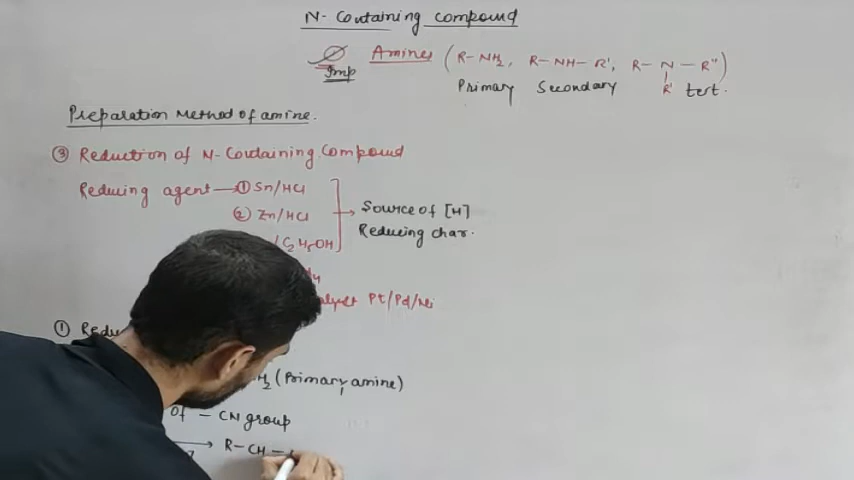 N-Containing compound
Imp Amines (R-NH2, R-NH-R', R-N-R")
R'
Primary Secondary tert.
Preparation Method of amine.
③ Reduction of N-Containing Compound
Reducing agent → ① Sn/HCl
② Zn/HCl
/C2H5OH
Source of [H]
Reducing char.
Pt/Pd/Ni
①
(Primary amine)
of -CN group
→ R-CH-